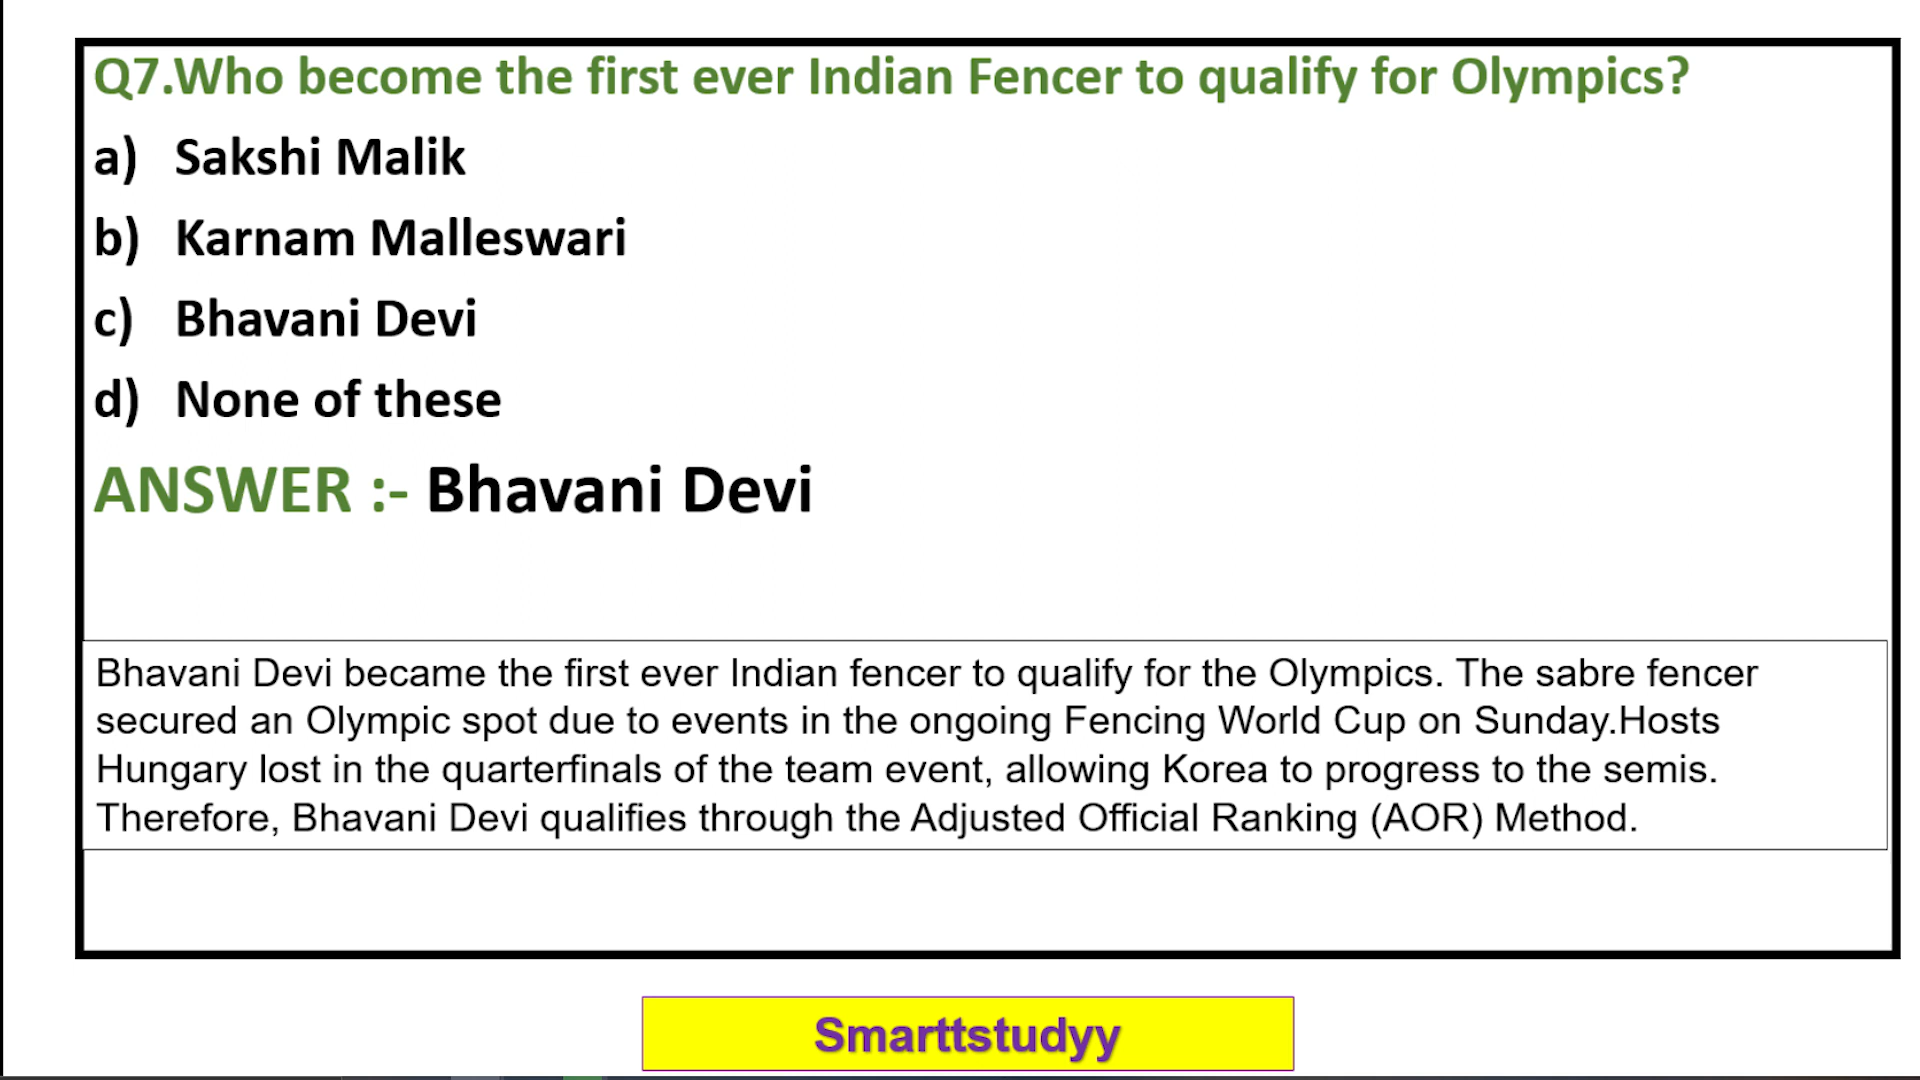 Q7.Who become the first ever Indian Fencer to qualify for Olympics?
a) Sakshi Malik
b) Karnam Malleswari
c) Bhavani Devi
d) None of these
ANSWER :- Bhavani Devi
Bhavani Devi became the first ever Indian fencer to qualify for the Olympics. The sabre fencer
secured an Olympic spot due to events in the ongoing Fencing World Cup on Sunday.Hosts
Hungary lost in the quarterfinals of the team event, allowing Korea to progress to the semis.
Therefore, Bhavani Devi qualifies through the Adjusted Official Ranking (AOR) Method.
Smarttstudyy